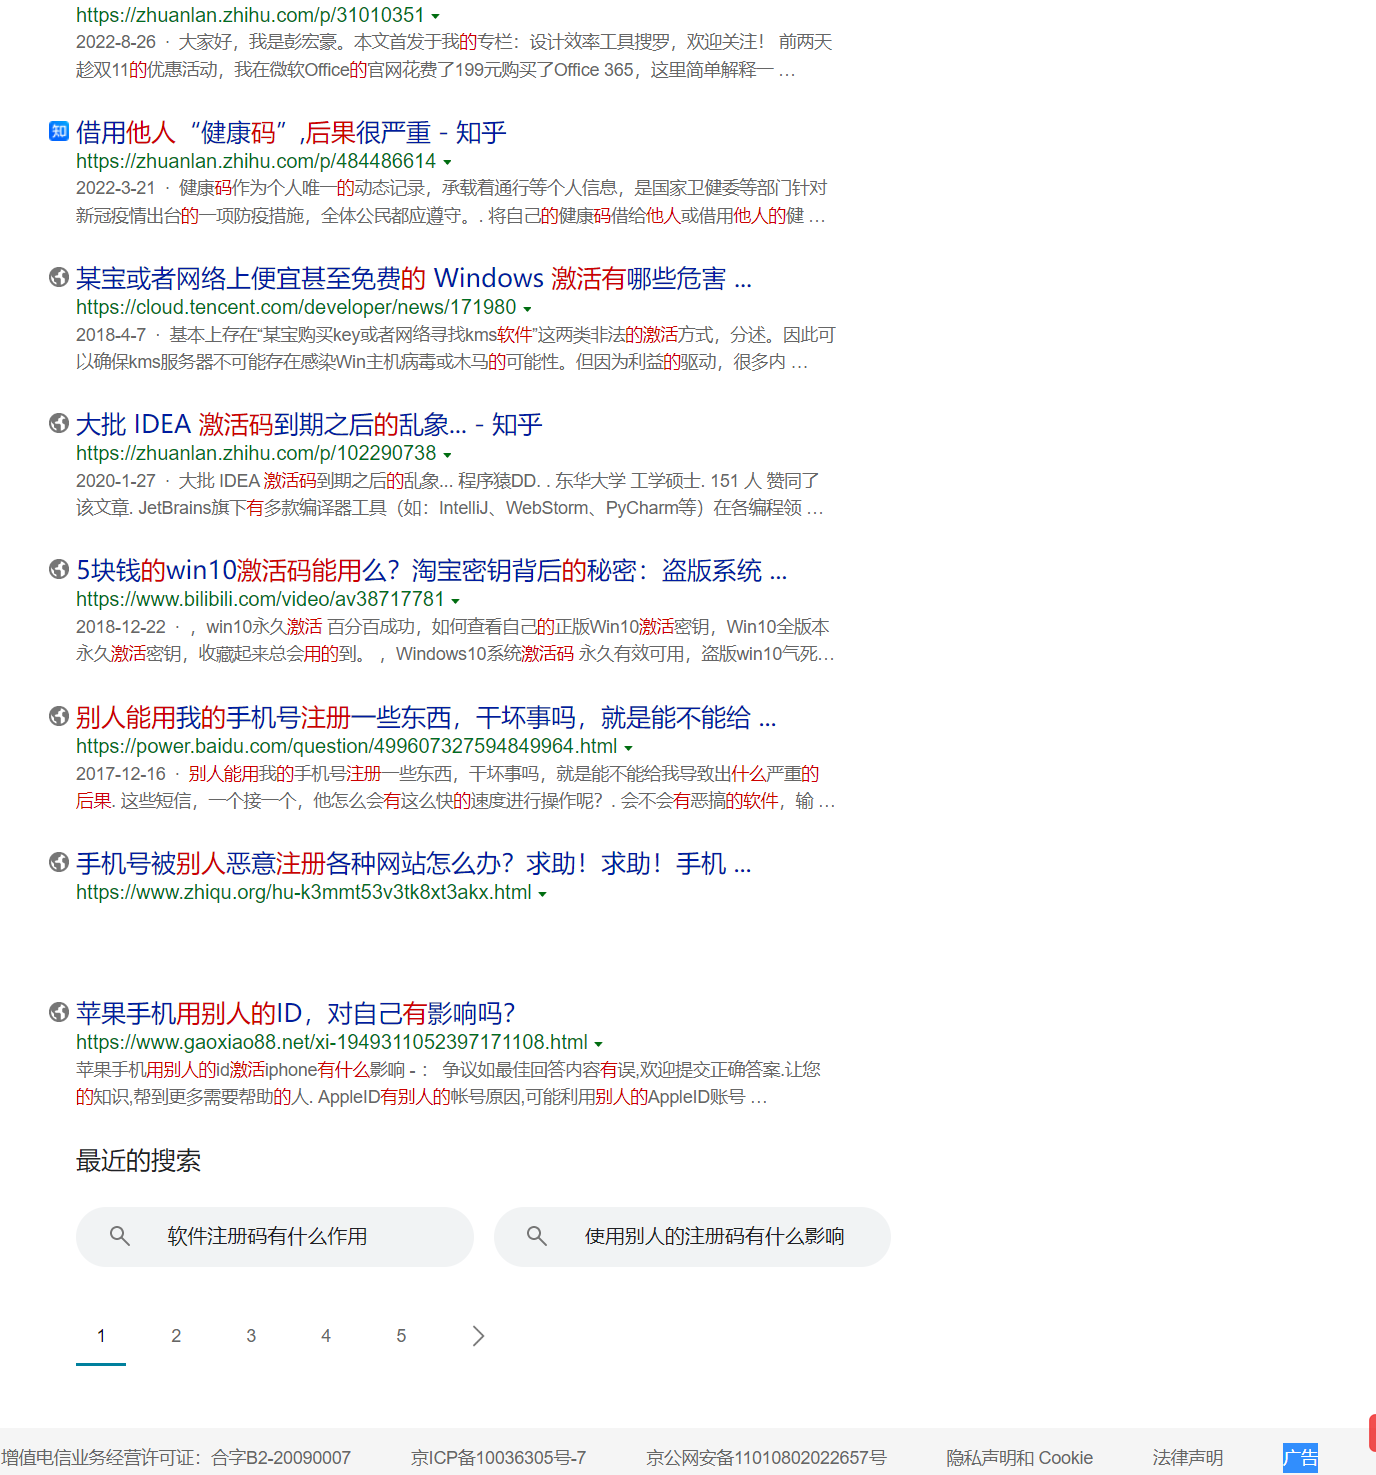 https://zhuanlan.zhihu.com/p/31010351
2022-8-26 · 大家好，我是彭宏豪。本文首发于我的专栏：设计效率工具搜罗，欢迎关注！ 前两天
趁双11的优惠活动，我在微软Office的官网花费了199元购买了Office 365，这里简单解释一 …
知 借用他人“健康码”,后果很严重 - 知乎
https://zhuanlan.zhihu.com/p/484486614
2022-3-21 · 健康码作为个人唯一的动态记录，承载着通行等个人信息，是国家卫健委等部门针对
新冠疫情出台的一项防疫措施，全体公民都应遵守。. 将自己的健康码借给他人或借用他人的健 …
某宝或者网络上便宜甚至免费的 Windows 激活有哪些危害 ...
https://cloud.tencent.com/developer/news/171980
2018-4-7 · 基本上存在“某宝购买key或者网络寻找kms软件”这两类非法的激活方式，分述。因此可
以确保kms服务器不可能存在感染Win主机病毒或木马的可能性。但因为利益的驱动，很多内 …
大批 IDEA 激活码到期之后的乱象... - 知乎
https://zhuanlan.zhihu.com/p/102290738
2020-1-27 · 大批 IDEA 激活码到期之后的乱象... 程序猿DD. . 东华大学 工学硕士. 151 人 赞同了
该文章. JetBrains旗下有多款编译器工具（如：IntelliJ、WebStorm、PyCharm等）在各编程领 …
5块钱的win10激活码能用么？淘宝密钥背后的秘密：盗版系统 ...
https://www.bilibili.com/video/av38717781
2018-12-22 · ，win10永久激活 百分百成功，如何查看自己的正版Win10激活密钥，Win10全版本
永久激活密钥，收藏起来总会用的到。 ，Windows10系统激活码 永久有效可用，盗版win10气死…
别人能用我的手机号注册一些东西，干坏事吗，就是能不能给 ...
https://power.baidu.com/question/499607327594849964.html
2017-12-16 · 别人能用我的手机号注册一些东西，干坏事吗，就是能不能给我导致出什么严重的
后果. 这些短信，一个接一个，他怎么会有这么快的速度进行操作呢？. 会不会有恶搞的软件，输 …
手机号被别人恶意注册各种网站怎么办？求助！求助！手机 ...
https://www.zhiqu.org/hu-k3mmt53v3tk8xt3akx.html
苹果手机用别人的ID，对自己有影响吗？
https://www.gaoxiao88.net/xi-1949311052397171108.html
苹果手机用别人的id激活iphone有什么影响 - ： 争议如最佳回答内容有误,欢迎提交正确答案.让您
的知识,帮到更多需要帮助的人. AppleID有别人的帐号原因,可能利用别人的AppleID账号 …
最近的搜索
软件注册码有什么作用 使用别人的注册码有什么影响
1 2 3 4 5
增值电信业务经营许可证：合字B2-20090007 京ICP备10036305号-7 京公网安备11010802022657号 隐私声明和 Cookie 法律声明 广告